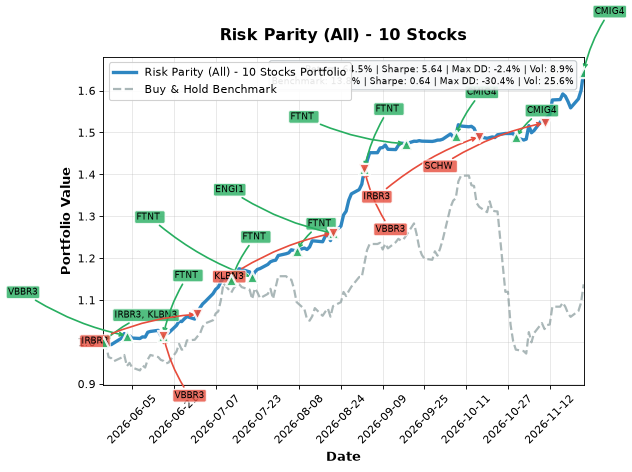 CMIG4
Risk Parity (All) - 10 Stocks
Risk Parity (All) - 10 Stocks Portfolio
Buy & Hold Benchmark
4.5% | Sharpe: 5.64 | Max DD: -2.4% | Vol: 8.9%
| Sharpe: 0.64 | Max DD: -30.4% | Vol: 25.6%
CMIG4
FTNT
FTNT
CMIG4
SCHW
ENGI1
IRBR3
FTNT
FTNT
VBBR3
FTNT
KLBN3
FTNT
VBBR3
IRBR3, KLBN3
VBBR3
Portfolio Value
1.6
1.5
1.4
1.3
1.2
1.1
1.0
0.9
2026-06-05
2026-07-07
2026-07-23
2026-08-08
2026-08-24
2026-09-09
2026-09-25
2026-10-11
2026-10-27
2026-11-12
Date